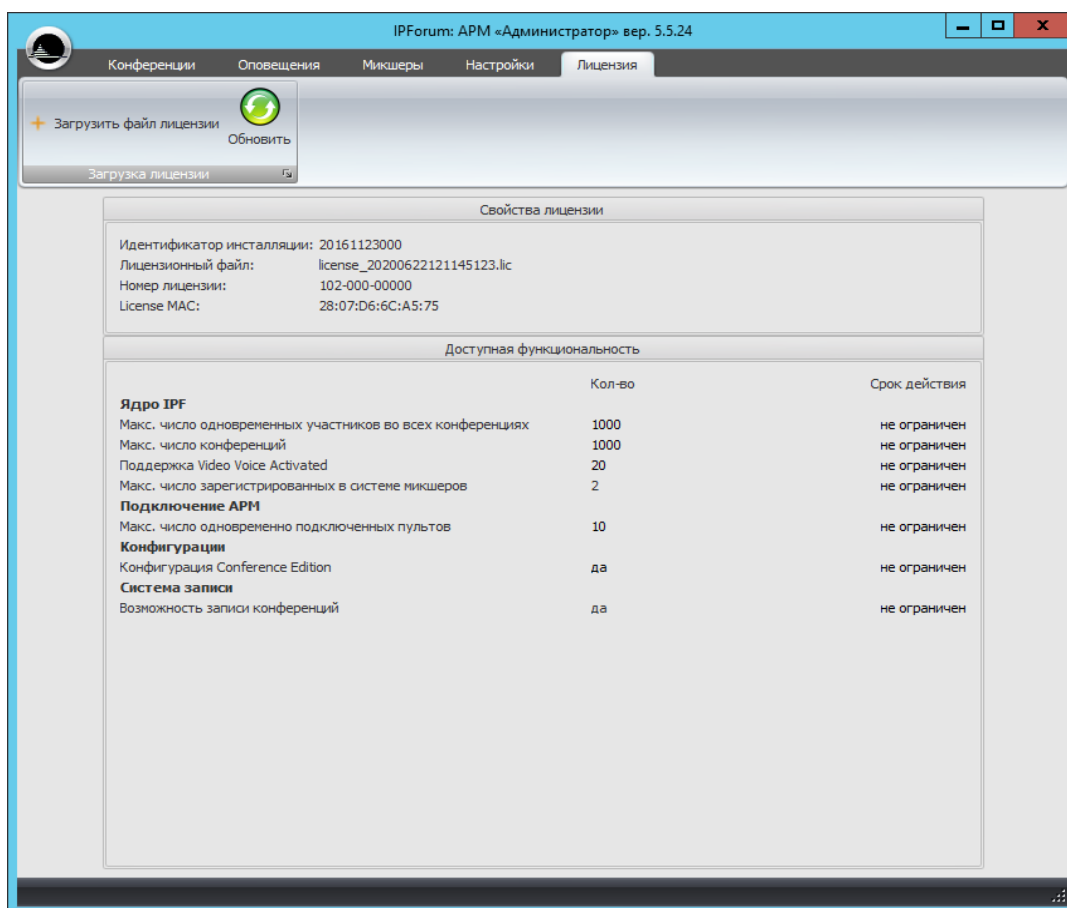 IPForum: АРМ «Администратор» вер. 5.5.24
Конференции Оповещения Микшеры Настройки Лицензия
Загрузить файл лицензии
Обновить
Загрузка лицензии
Свойства лицензии
Идентификатор инсталляции: 20161123000
Лицензионный файл: license_20200622121145123.lic
Номер лицензии: 102-000-00000
License MAC: 28:07:D6:6C:A5:75
Доступная функциональность
Кол-во Срок действия
Ядро IPF
Макс. число одновременных участников во всех конференциях 1000 не ограничен
Макс. число конференций 1000 не ограничен
Поддержка Video Voice Activated 20 не ограничен
Макс. число зарегистрированных в системе микшеров 2 не ограничен
Подключение АРМ
Макс. число одновременно подключенных пультов 10 не ограничен
Конфигурации
Конфигурация Conference Edition да не ограничен
Система записи
Возможность записи конференций да не ограничен